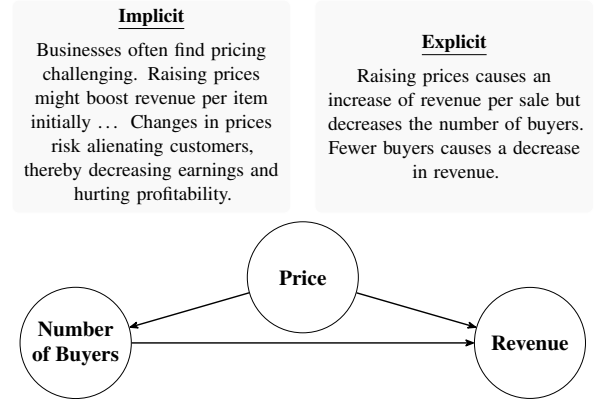 Implicit
Businesses often find pricing
challenging. Raising prices
might boost revenue per item
initially ... Changes in prices
risk alienating customers,
thereby decreasing earnings and
hurting profitability.
Explicit
Raising prices causes an
increase of revenue per sale but
decreases the number of buyers.
Fewer buyers causes a decrease
in revenue.
Price
Number
of Buyers
Revenue